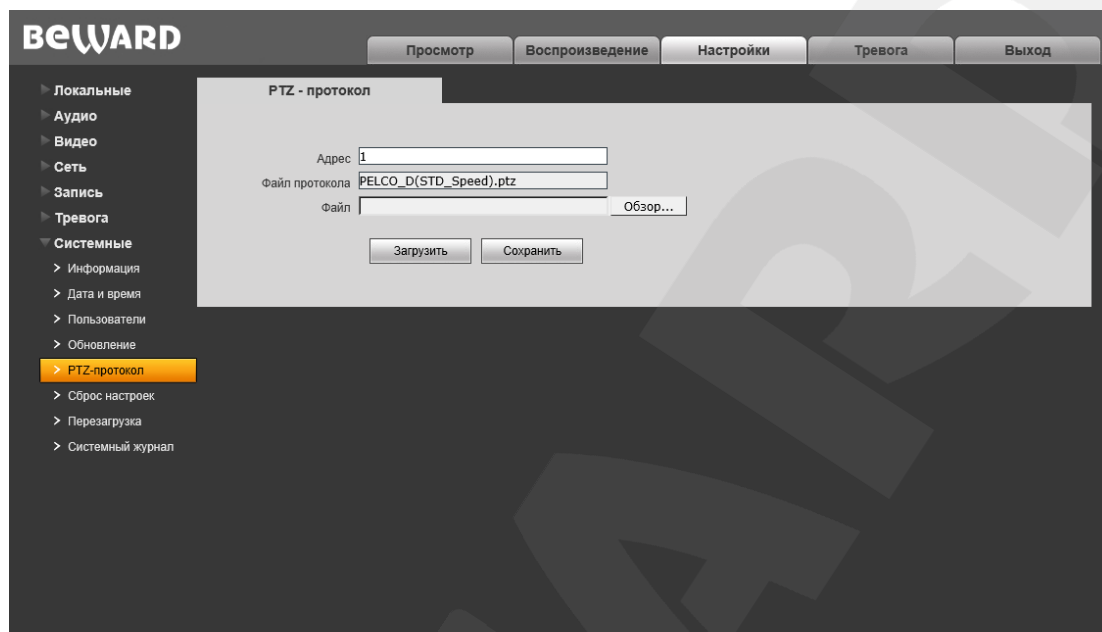 BEWARD
Просмотр Воспроизведение Настройки Тревога Выход
Локальные
Аудио
Видео
Сеть
Запись
Тревога
Системные
Информация
Дата и время
Пользователи
Обновление
PTZ-протокол
Сброс настроек
Перезагрузка
Системный журнал
PTZ - протокол
Адрес 1
Файл протокола PELCO_D(STD_Speed).ptz
Файл Обзор...
Загрузить Сохранить